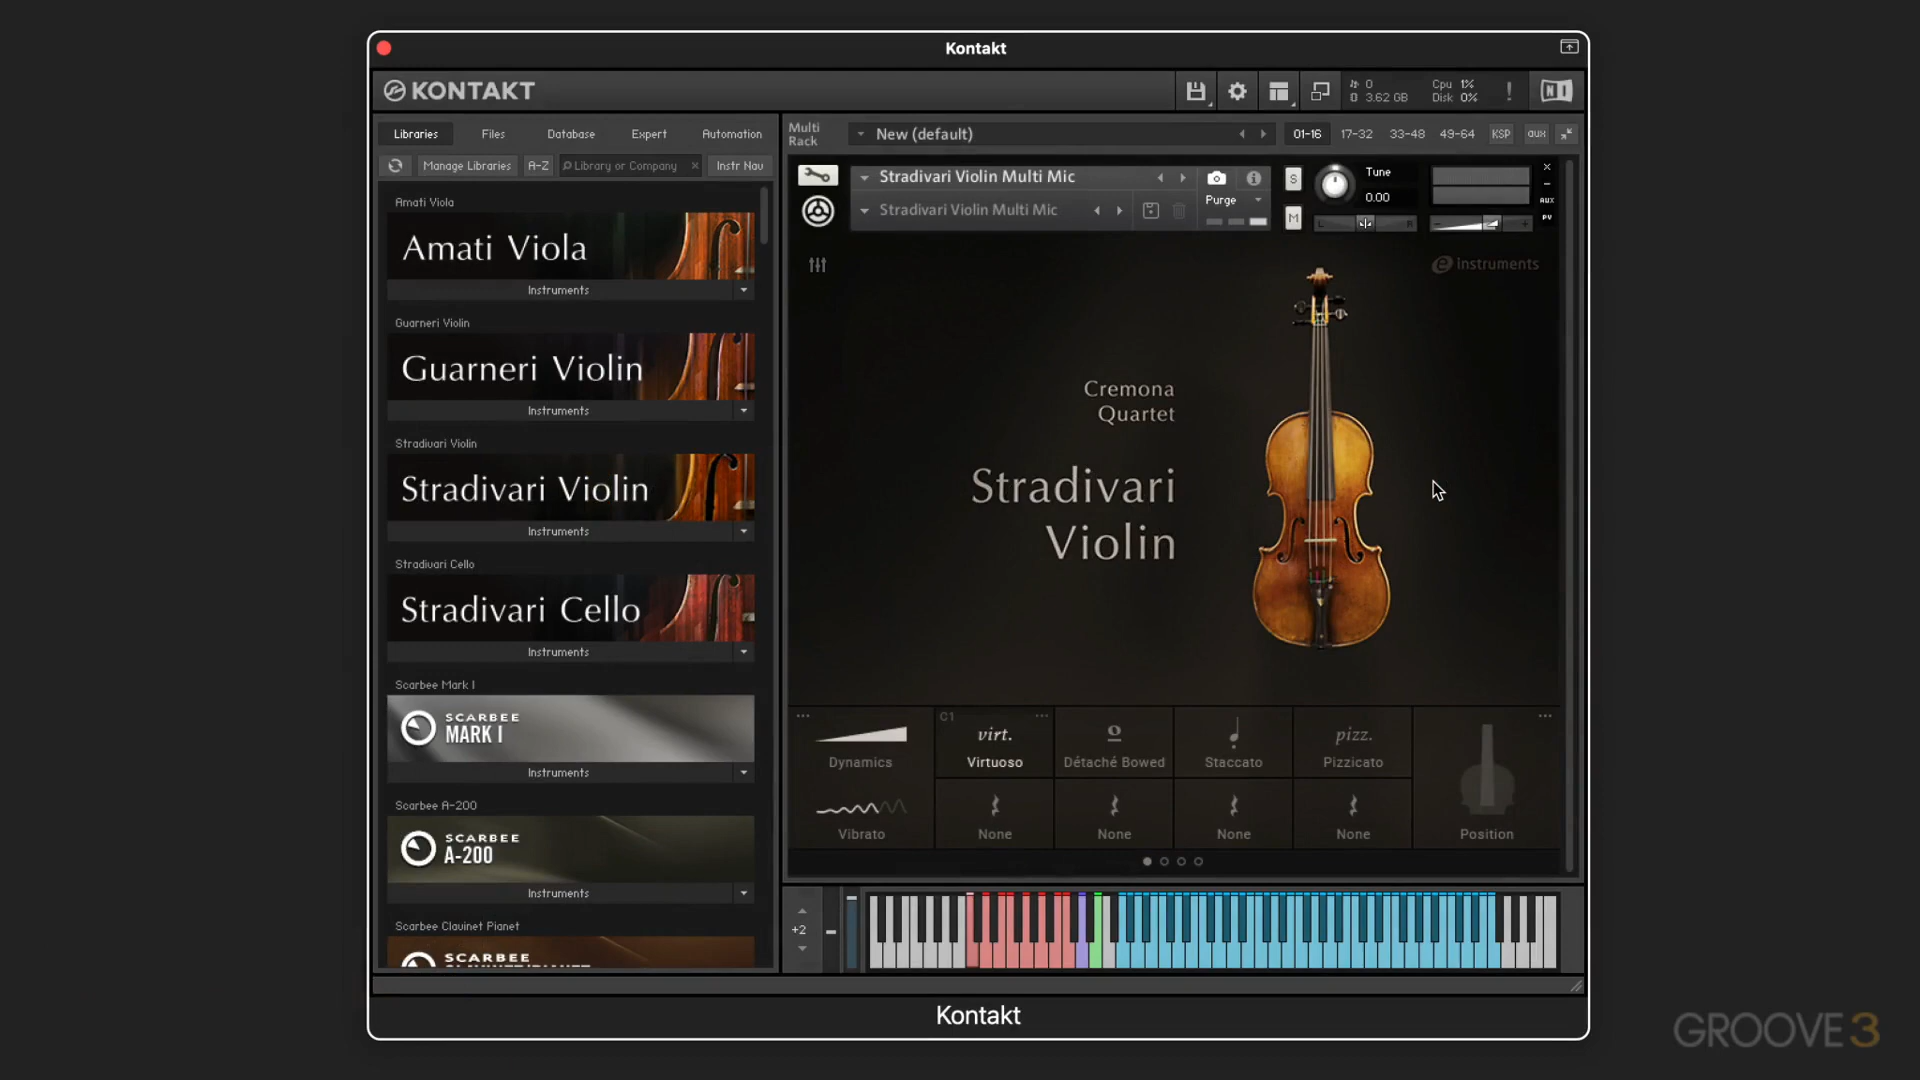 Kontakt
KONTAKT
0
3.62 GB
Cpu 1%
Disk 0%
!
NI
Libraries
Files
Database
Expert
Automation
Manage Libraries
A-Z
Library or Company
×
Instr Nav
Multi
Rack
New (default)
01-16
17-32
33-48
49-64
KSP
aux
Amati Viola
Amati Viola
Instruments
Guarneri Violin
Guarneri Violin
Instruments
Stradivari Violin
Stradivari Violin
Instruments
Stradivari Cello
Stradivari Cello
Instruments
Scarbee Mark I
SCARBEE
MARK I
Instruments
Scarbee A-200
SCARBEE
A-200
Instruments
Scarbee Clavinet Pianet
SCARBEE
Stradivari Violin Multi Mic
Stradivari Violin Multi Mic
Purge
S
M
Tune
0.00
L
R
AUX
PV
e instruments
Cremona
Quartet
Stradivari
Violin
Dynamics
C1
virt.
Virtuoso
Détaché Bowed
Staccato
pizz.
Pizzicato
Vibrato
None
None
None
None
Position
+2
Kontakt
GROOVE3